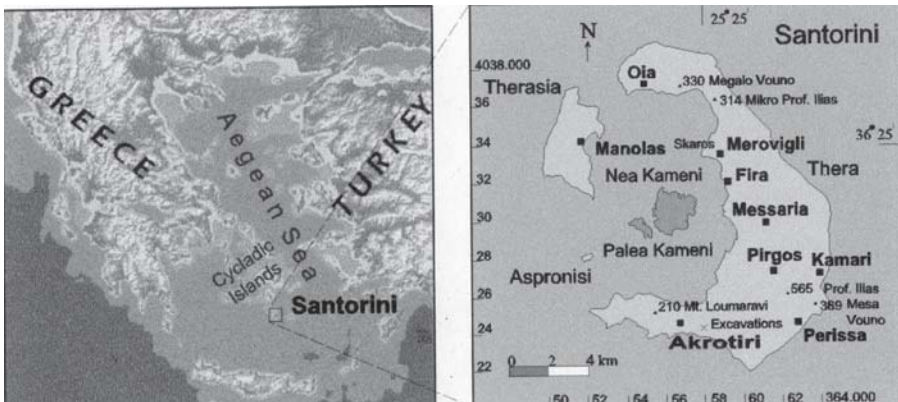 GREECE
Aegean Sea
TURKEY
Cycladic
Islands
Santorini
25° 25'
Santorini
N
4038.000
Oia
330 Megalo Vouno
Therasia
36
314 Mikro Prof. Ilias
36° 25'
34
Manolas
Skaros
Merovigli
Thera
32
Nea Kameni
Fira
30
Messaria
Palea Kameni
28
Pirgos
Kamari
Aspronisi
26
565 Prof. Ilias
210 Mt. Loumaravi
389 Mesa
Vouno
24
Excavations
Akrotiri
Perissa
22
0 2 4 km
50 52 54 56 58 60 62 364.000